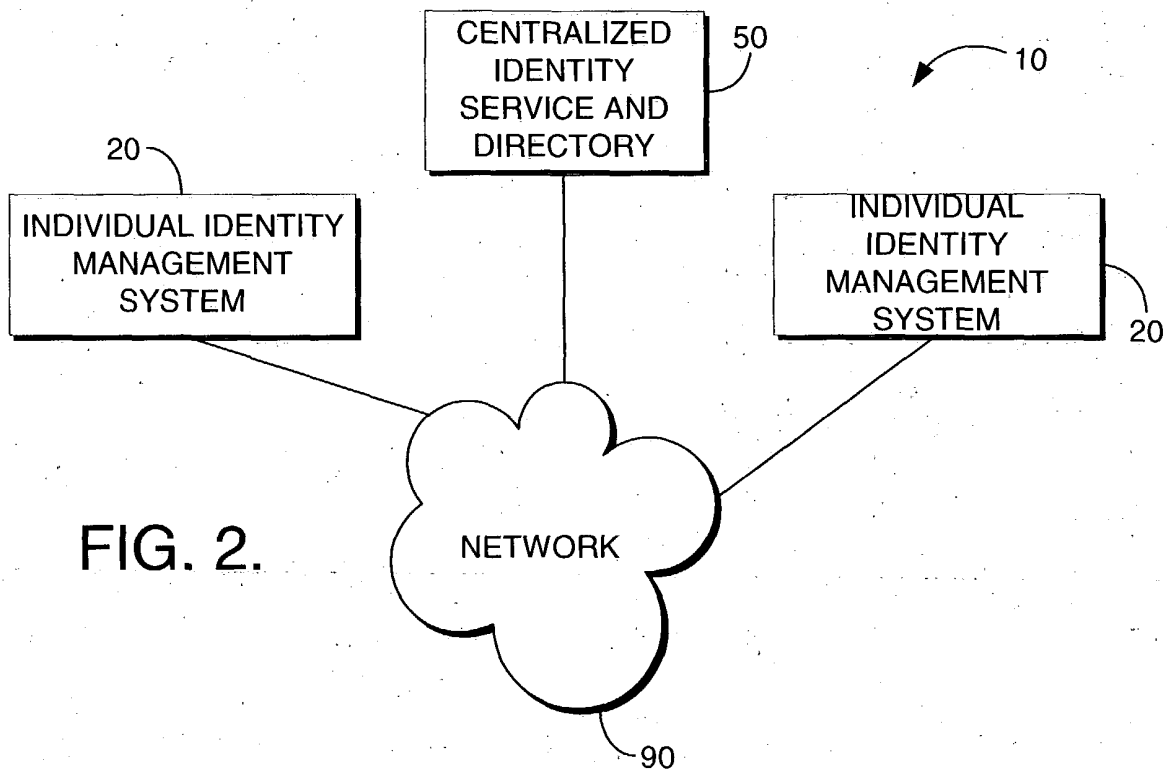 CENTRALIZED
IDENTITY
SERVICE AND
DIRECTORY
50
10
20
INDIVIDUAL IDENTITY
MANAGEMENT
SYSTEM
INDIVIDUAL
IDENTITY
MANAGEMENT
SYSTEM
20
NETWORK
FIG. 2.
90